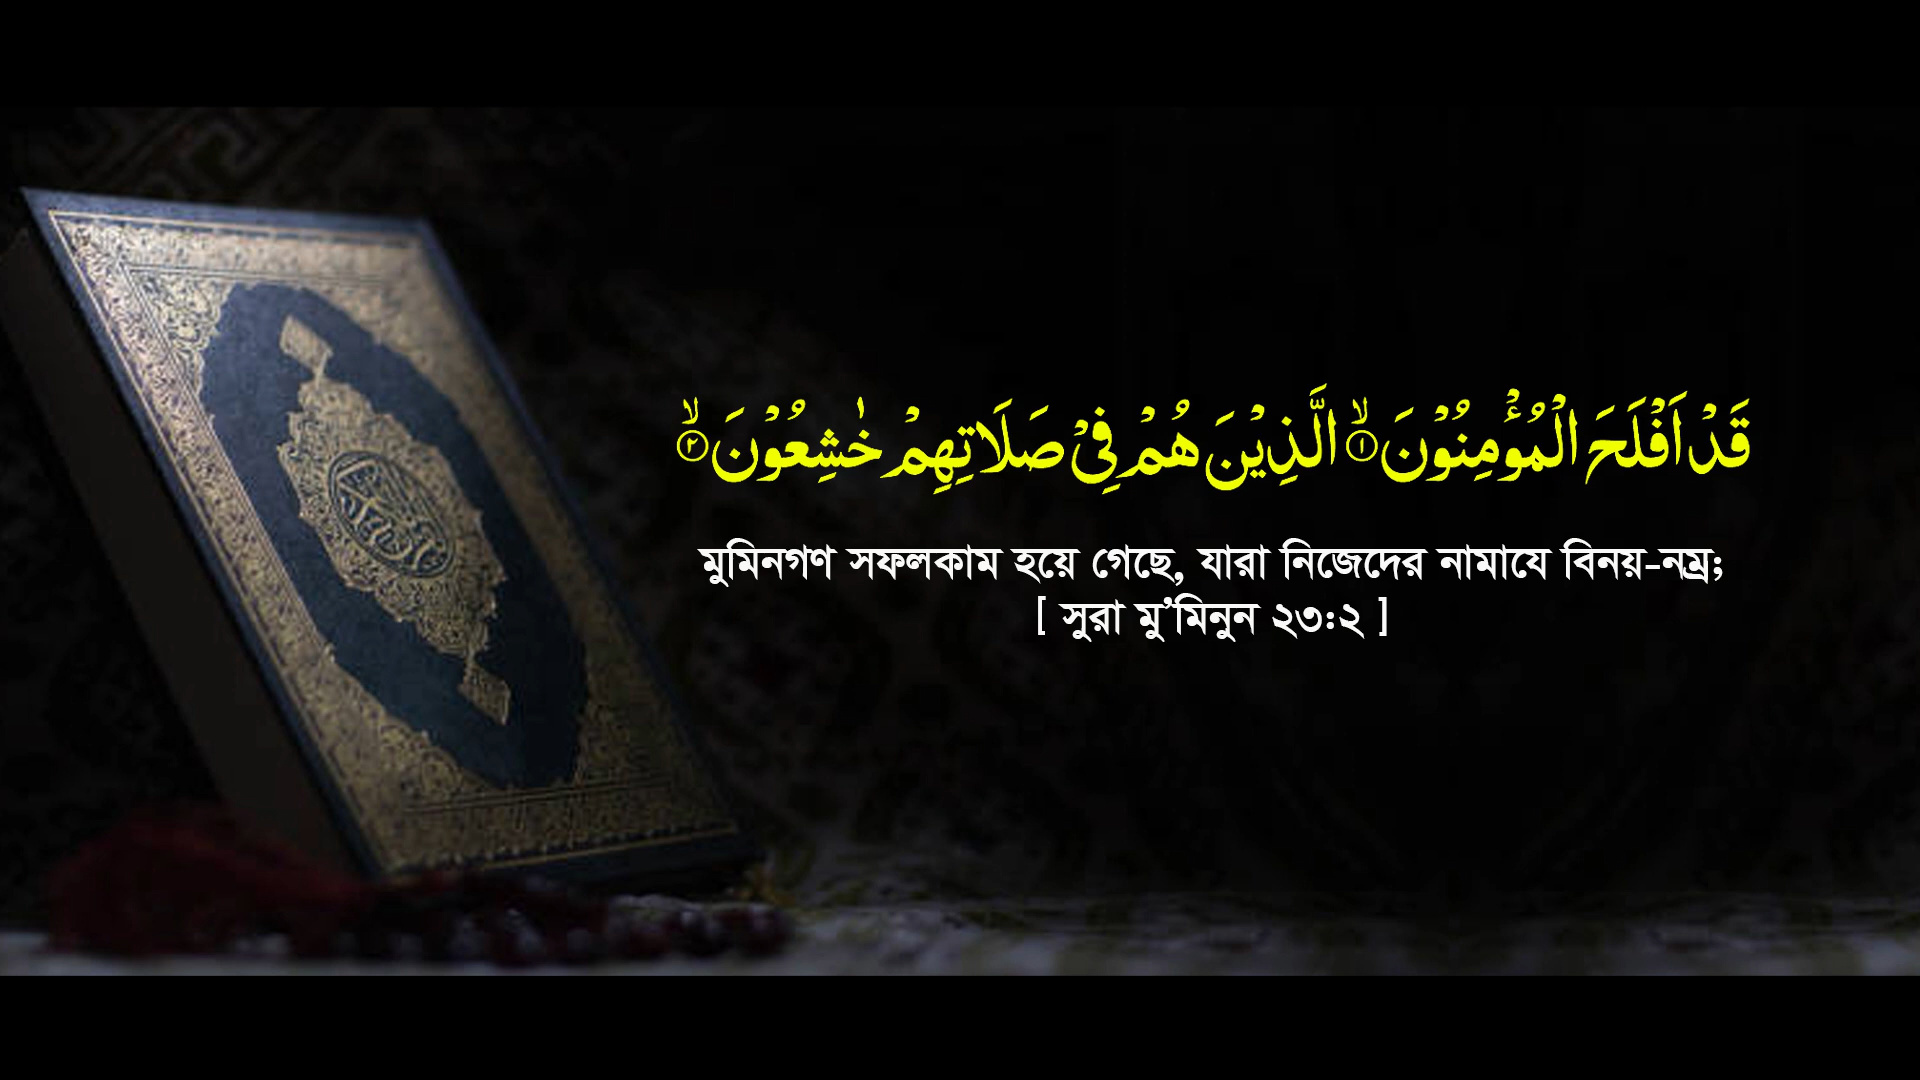 قَدْ اَفْلَحَ الْمُؤْمِنُوْنَ ۙ﴿۱﴾ الَّذِيْنَ هُمْ فِيْ صَلَاتِهِمْ خٰشِعُوْنَ ۙ﴿۲﴾
মুমিনগণ সফলকাম হয়ে গেছে, যারা নিজেদের নামাযে বিনয়-নম্র;
[ সুরা মু’মিনুন ২৩:২ ]